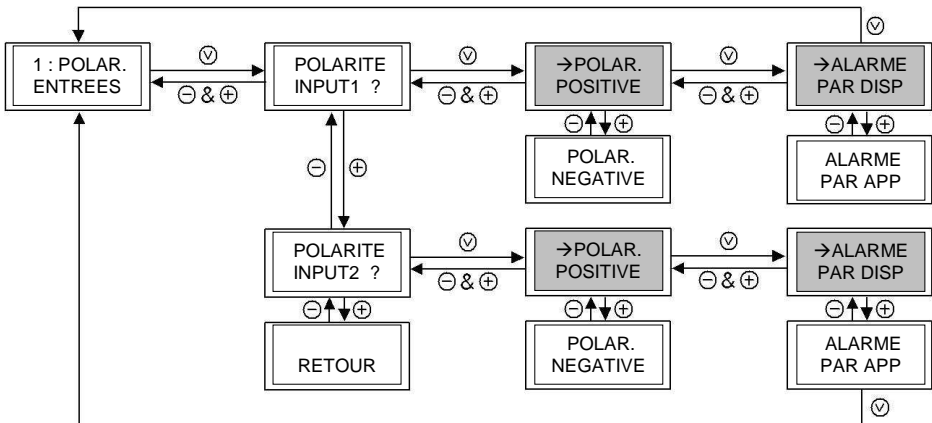 1 : POLAR.
ENTREES
ⓥ
⊖ & ⊕
POLARITE
INPUT1 ?
ⓥ
⊖ & ⊕
→POLAR.
POSITIVE
ⓥ
⊖ & ⊕
→ALARME
PAR DISP
ⓥ
⊖ ⊕
POLAR.
NEGATIVE
⊖ ⊕
ALARME
PAR APP
⊖ ⊕
POLARITE
INPUT2 ?
ⓥ
⊖ & ⊕
→POLAR.
POSITIVE
ⓥ
⊖ & ⊕
→ALARME
PAR DISP
⊖ ⊕
RETOUR
⊖ ⊕
POLAR.
NEGATIVE
⊖ ⊕
ALARME
PAR APP
ⓥ